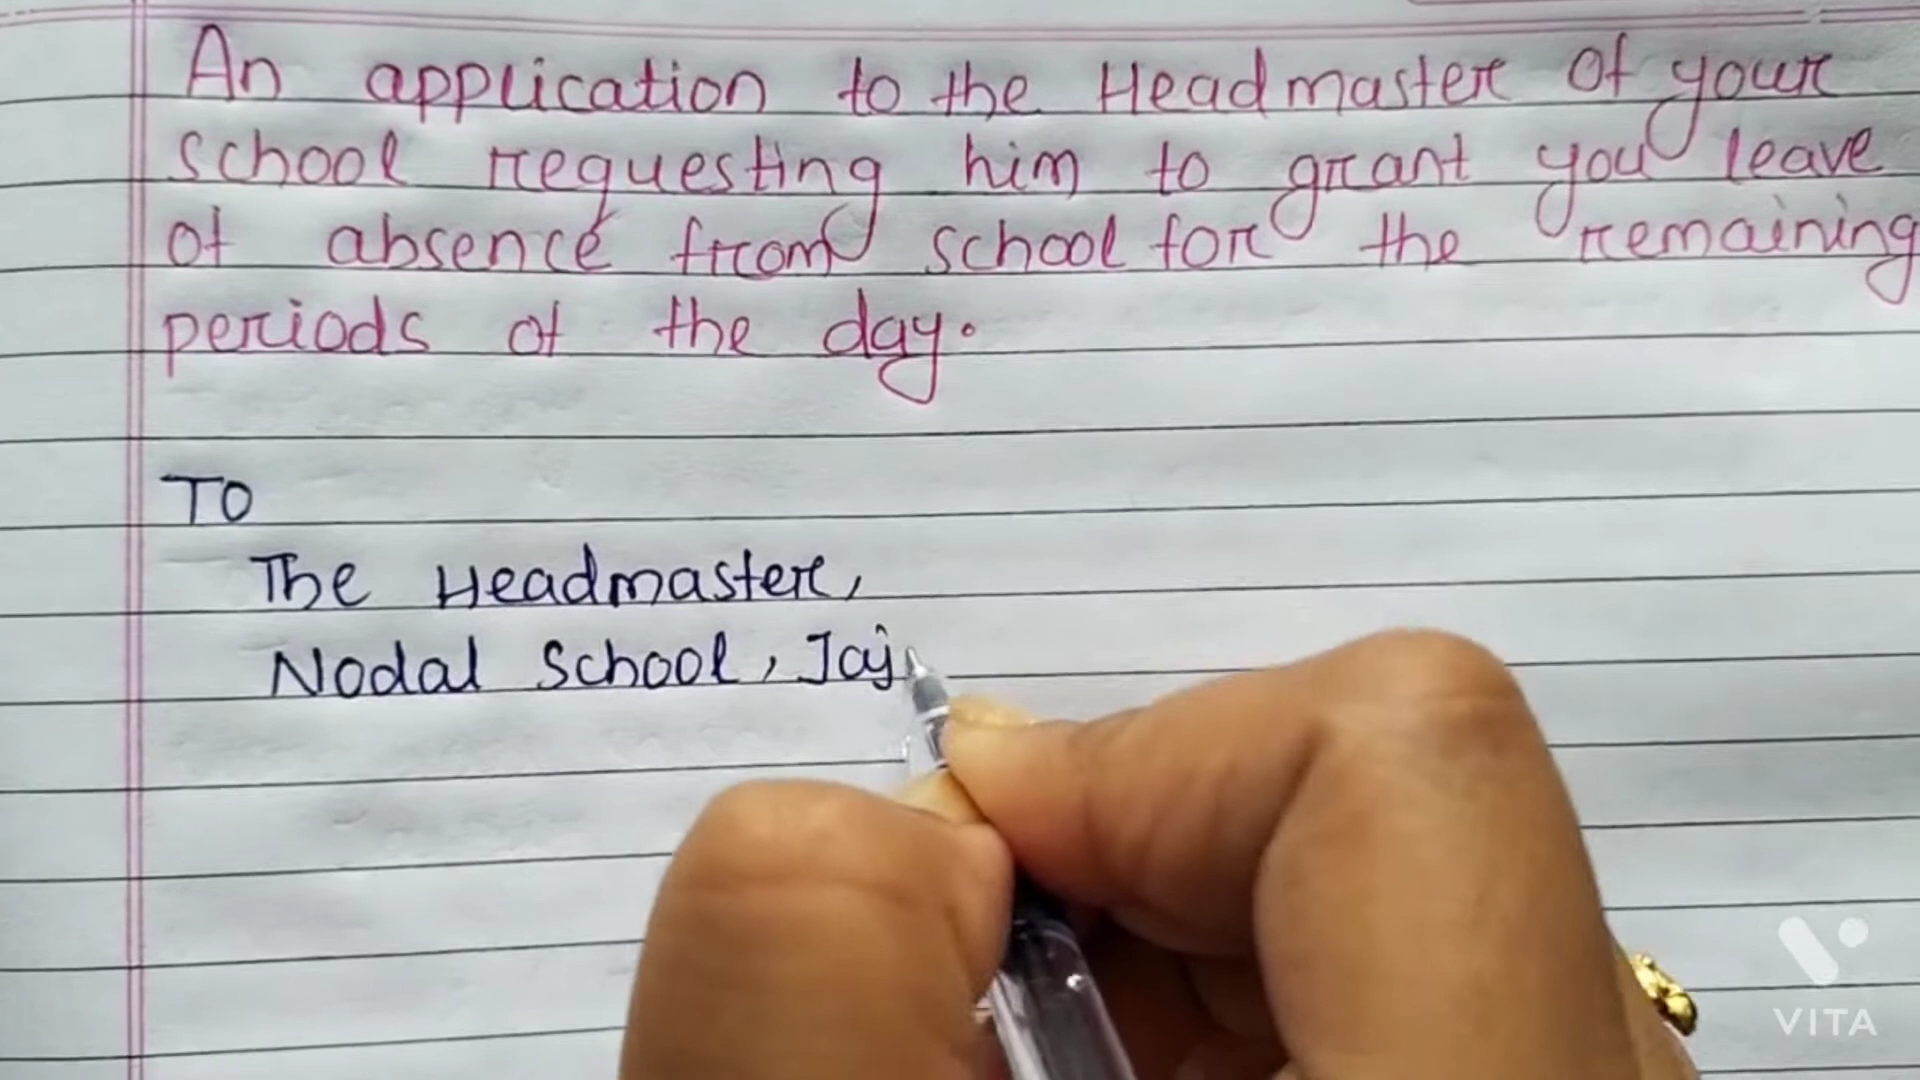 An application to the Headmaster of your
school requesting him to grant you leave
of absence from school for the remaining
periods of the day.
TO
The Headmaster,
Nodal School, Jaj
VITA